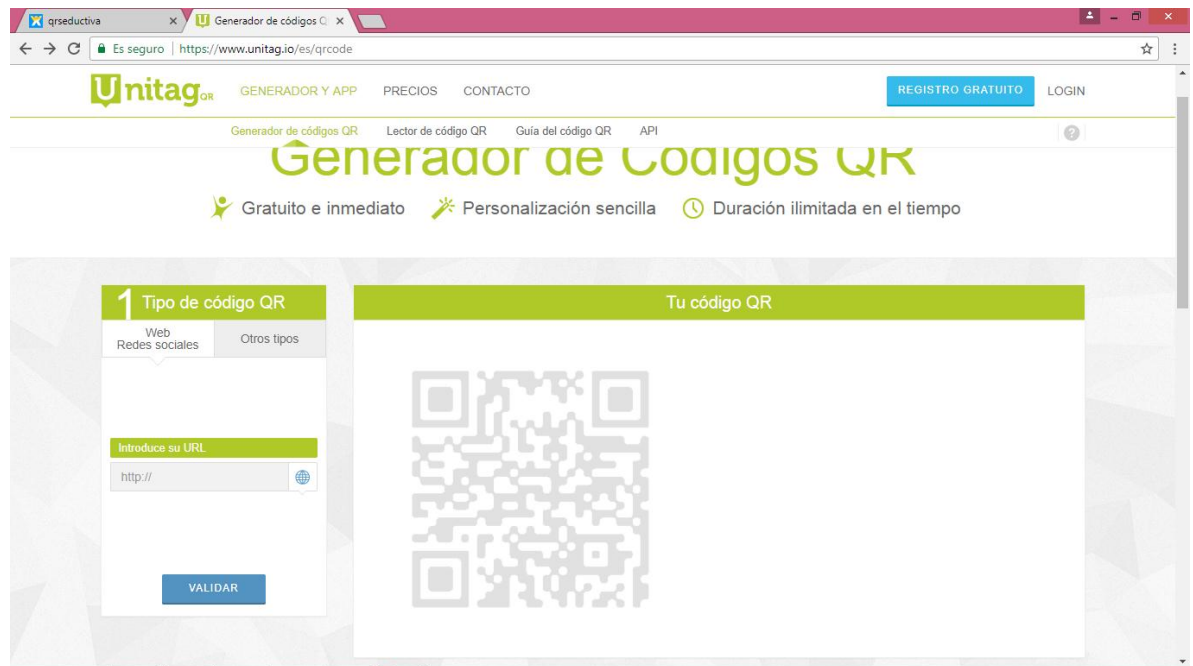 qrseductiva
Generador de códigos Q
Es seguro
https://www.unitag.io/es/qrcode
Unitag QR
GENERADOR Y APP
PRECIOS
CONTACTO
REGISTRO GRATUITO
LOGIN
Generador de códigos QR
Lector de código QR
Guía del código QR
API
?
Generador de Códigos QR
Gratuito e inmediato
Personalización sencilla
Duración ilimitada en el tiempo
1 Tipo de código QR
Web
Redes sociales
Otros tipos
Introduce su URL
http://
VALIDAR
Tu código QR